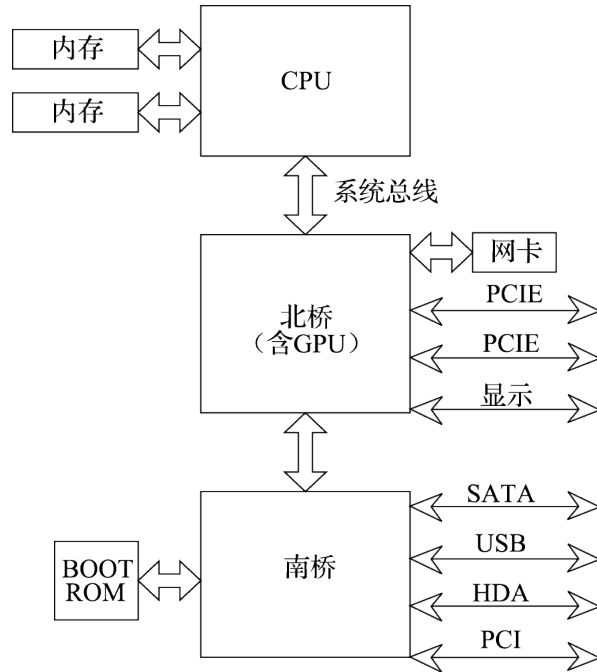 内存
内存
CPU
系统总线
北桥
（含GPU）
网卡
PCIE
PCIE
显示
南桥
BOOT
ROM
SATA
USB
HDA
PCI